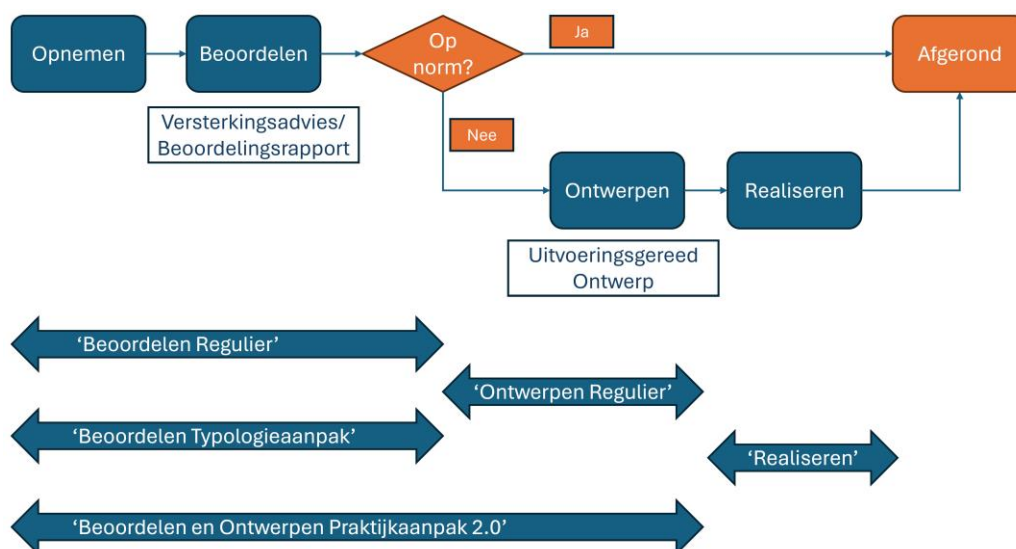 Opnemen
Beoordelen
Op
norm?
Ja
Afgerond
Versterkingsadvies/
Beoordelingsrapport
Nee
Ontwerpen
Realiseren
Uitvoeringsgereed
Ontwerp
‘Beoordelen Regulier’
‘Ontwerpen Regulier’
‘Beoordelen Typologieaanpak’
‘Realiseren’
‘Beoordelen en Ontwerpen Praktijkaanpak 2.0’